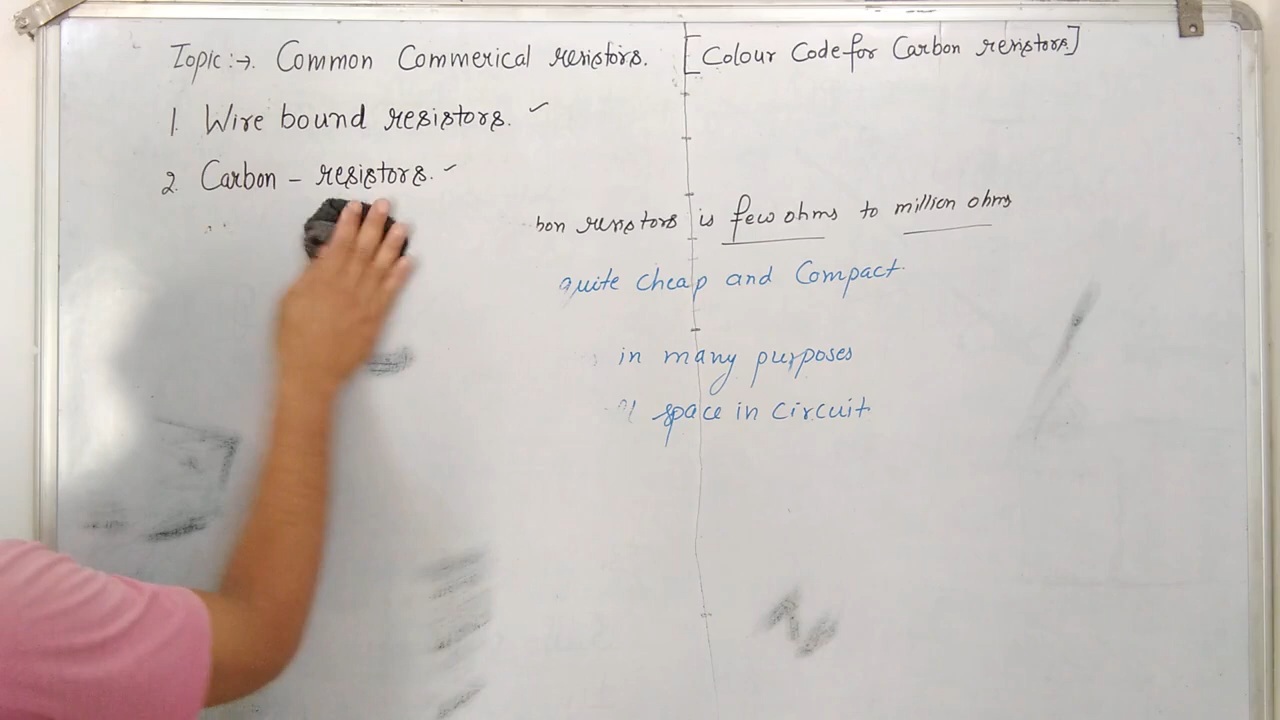 Topic:→. Common Commerical resistors. [Colour Code for Carbon resistors.]
1. Wire bound resistors. ✓
2. Carbon - resistors. ✓
bon resistors is few ohms to million ohms
quite cheap and Compact.
in many purposes
space in circuit